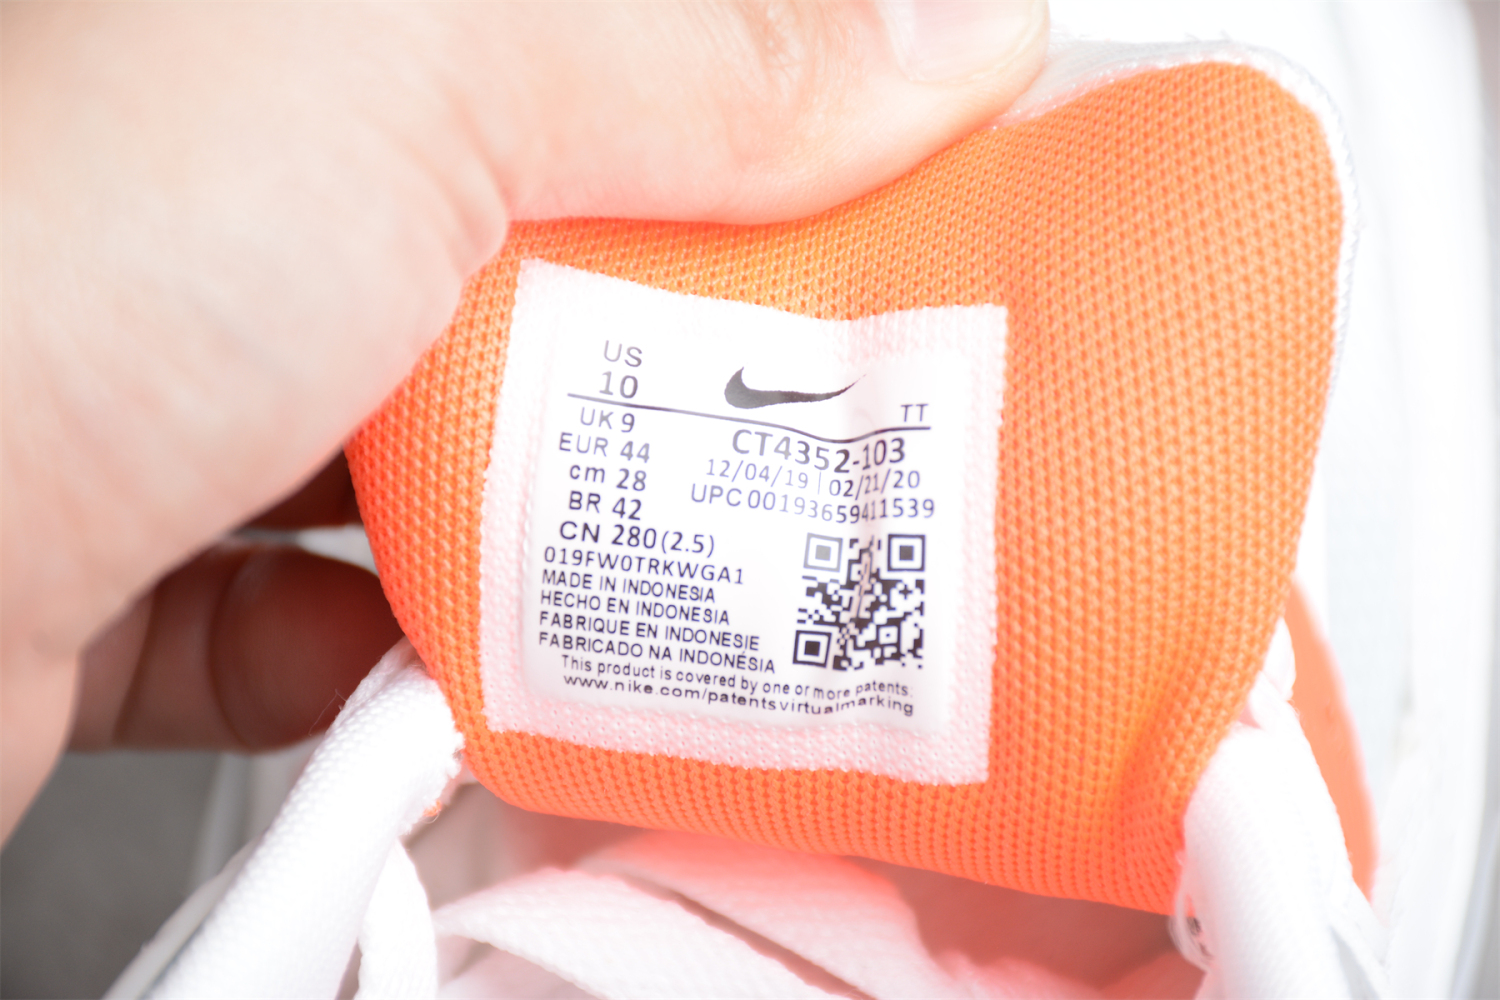 US
10
TT
UK 9
EUR 44
cm 28
BR 42
CN 280(2.5)
CT4352-103
12/04/19 | 02/21/20
UPC 00193659411539
019FW0TRKWGA1
MADE IN INDONESIA
HECHO EN INDONESIA
FABRIQUE EN INDONESIE
FABRICADO NA INDONÉSIA
This product is covered by one or more patents:
www.nike.com/patentsvirtualmarking